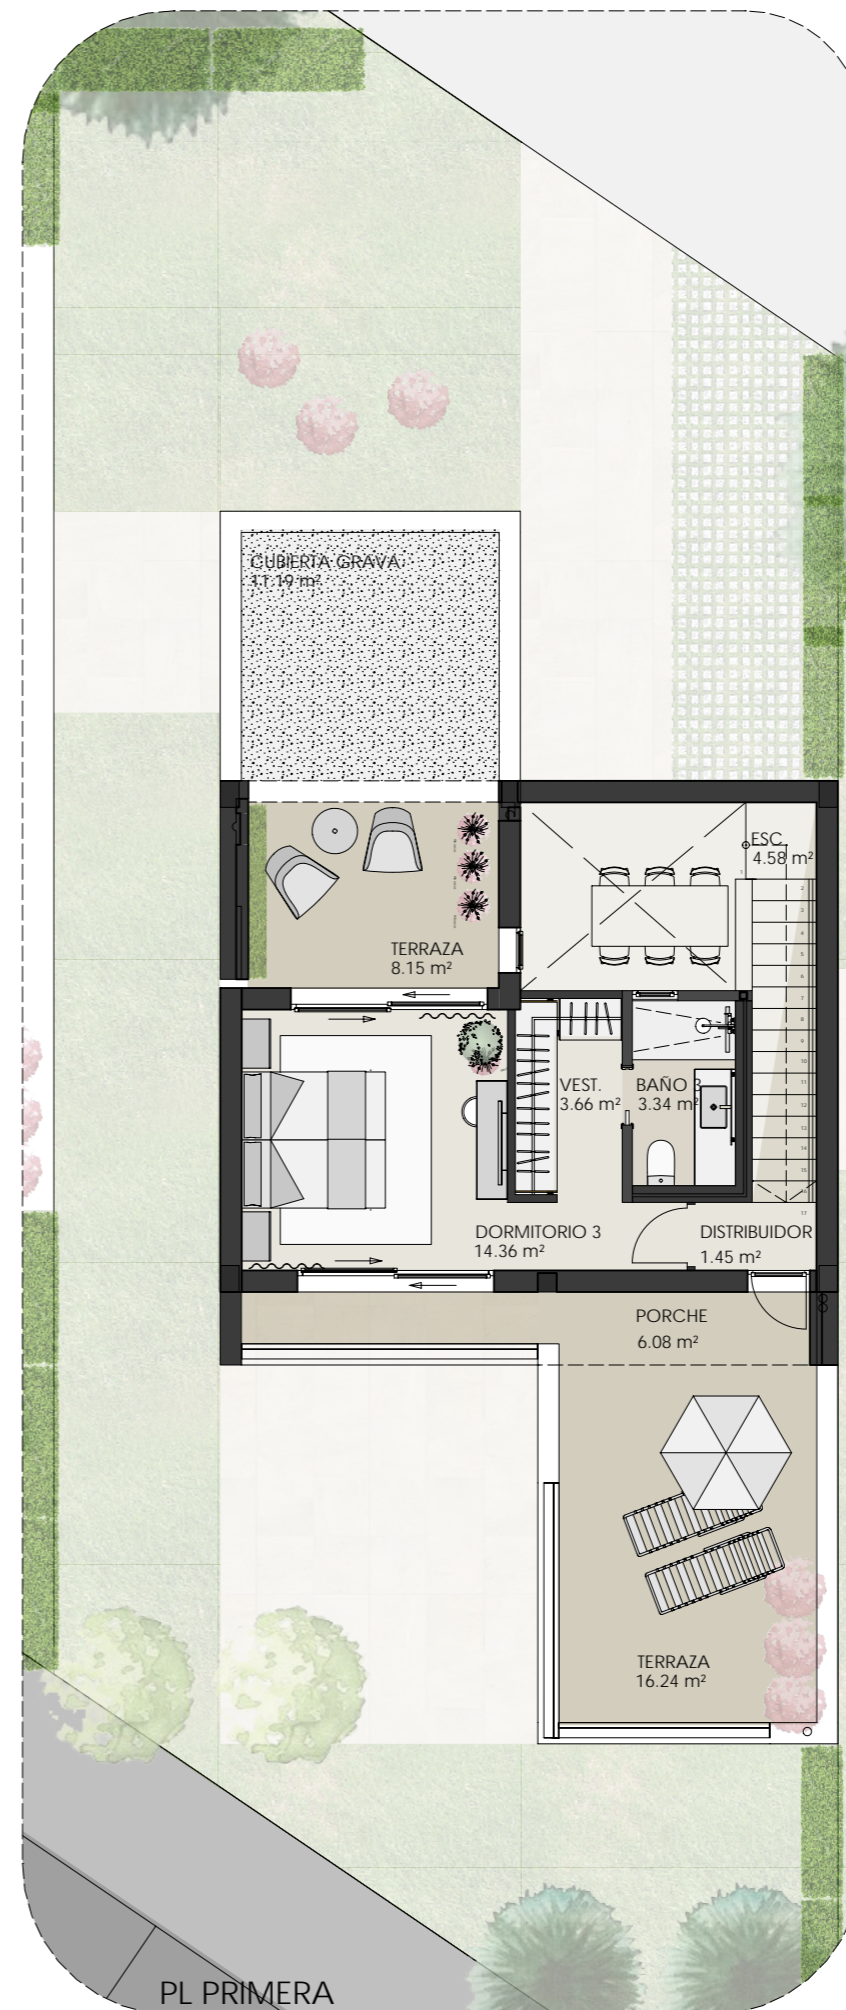 CUBIERTA GRAVA
11.19 m²
ESC.
4.58 m²
TERRAZA
8.15 m²
VEST.
3.66 m²
BAÑO 3
3.34 m²
DORMITORIO 3
14.36 m²
DISTRIBUIDOR
1.45 m²
PORCHE
6.08 m²
TERRAZA
16.24 m²
PL PRIMERA